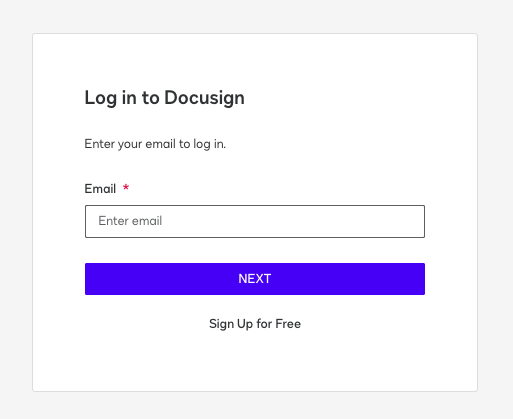 Log in to Docusign
Enter your email to log in.
Email *
Enter email
NEXT
Sign Up for Free